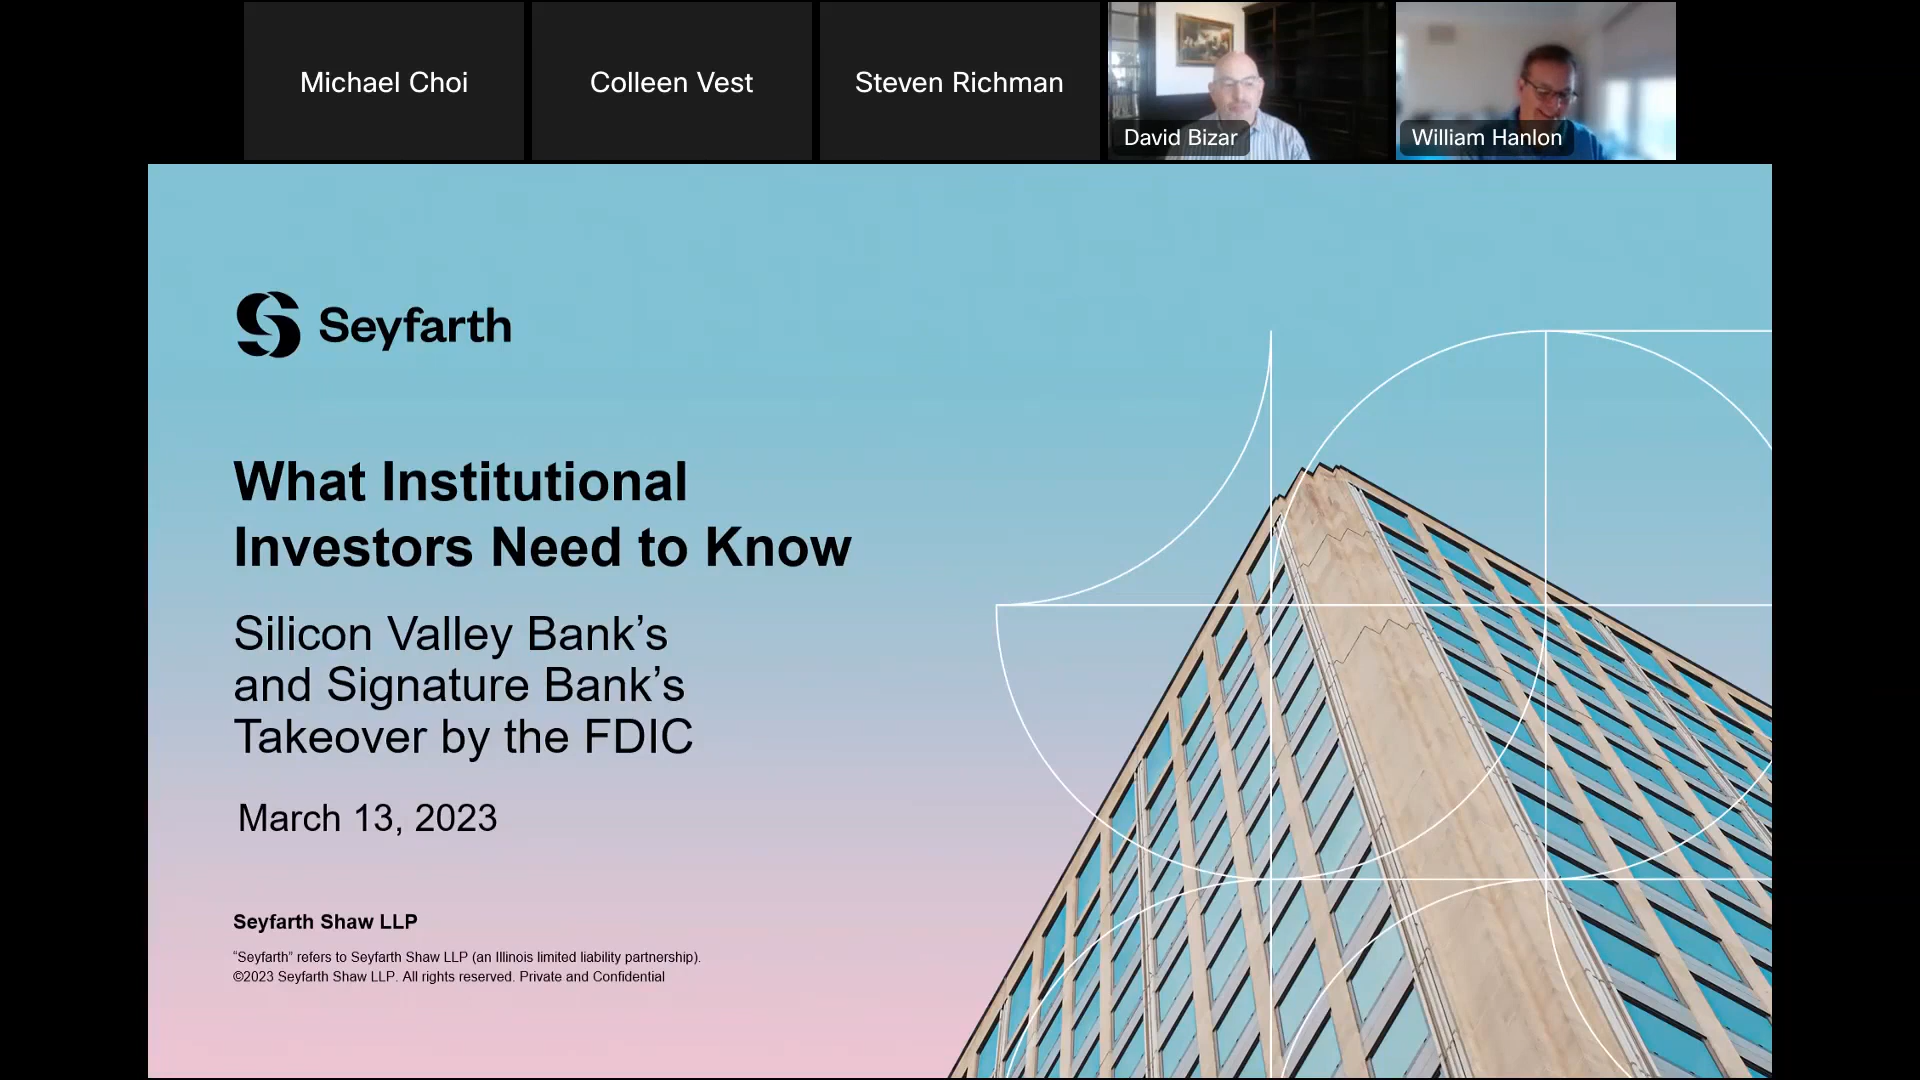 Michael Choi
Colleen Vest
Steven Richman
David Bizar
William Hanlon
Seyfarth
What Institutional
Investors Need to Know
Silicon Valley Bank’s
and Signature Bank’s
Takeover by the FDIC
March 13, 2023
Seyfarth Shaw LLP
“Seyfarth” refers to Seyfarth Shaw LLP (an Illinois limited liability partnership).
©2023 Seyfarth Shaw LLP. All rights reserved. Private and Confidential